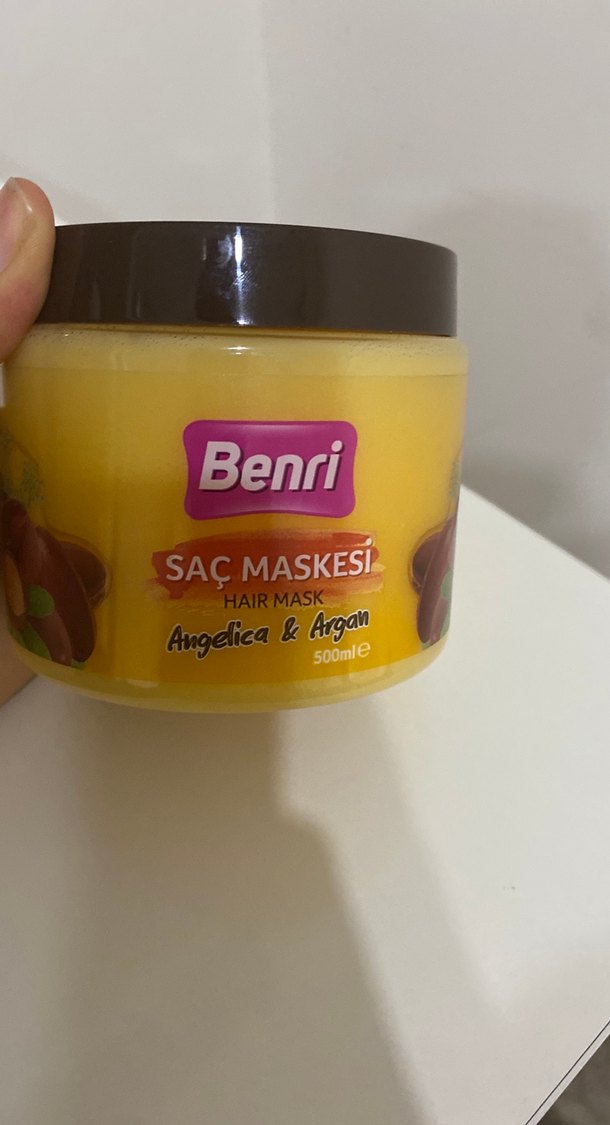 Benri
SAÇ MASKESİ
HAIR MASK
Angelica & Argan
500ml ℮